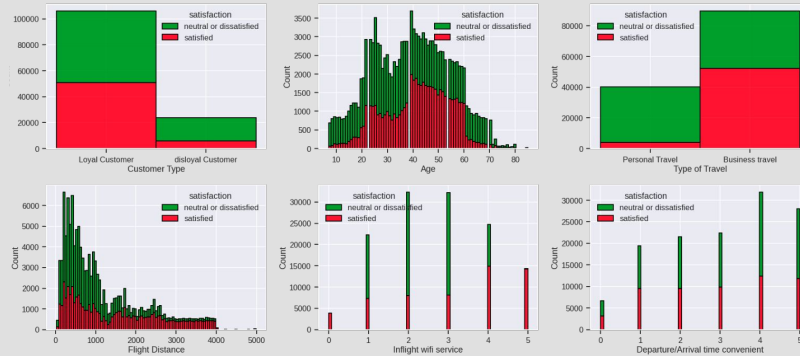 satisfaction
neutral or dissatisfied
satisfied
100000
80000
60000
40000
20000
0
Loyal Customer
disloyal Customer
Customer Type
satisfaction
neutral or dissatisfied
satisfied
Count
3500
3000
2500
2000
1500
1000
500
0
10 20 30 40 50 60 70 80
Age
satisfaction
neutral or dissatisfied
satisfied
Count
80000
60000
40000
20000
0
Personal Travel
Business travel
Type of Travel
satisfaction
neutral or dissatisfied
satisfied
Count
6000
5000
4000
3000
2000
1000
0
0 1000 2000 3000 4000 5000
Flight Distance
satisfaction
neutral or dissatisfied
satisfied
Count
30000
25000
20000
15000
10000
5000
0
0 1 2 3 4 5
Inflight wifi service
satisfaction
neutral or dissatisfied
satisfied
Count
30000
25000
20000
15000
10000
5000
0
0 1 2 3 4 5
Departure/Arrival time convenient